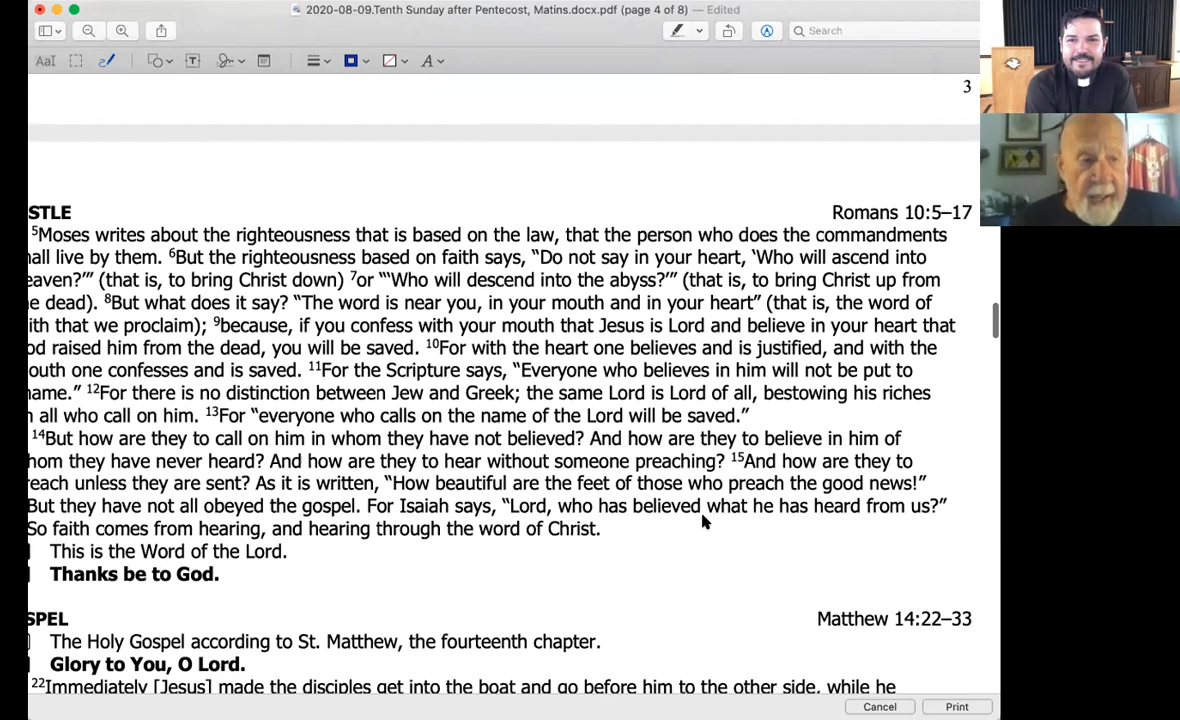 2020-08-09.Tenth Sunday after Pentecost, Matins.docx.pdf (page 4 of 8) — Edited
Search
AaI T A
3
STLE Romans 10:5–17
5Moses writes about the righteousness that is based on the law, that the person who does the commandments
hall live by them. 6But the righteousness based on faith says, “Do not say in your heart, ‘Who will ascend into
eaven?’” (that is, to bring Christ down) 7or “‘Who will descend into the abyss?’” (that is, to bring Christ up from
e dead). 8But what does it say? “The word is near you, in your mouth and in your heart” (that is, the word of
ith that we proclaim); 9because, if you confess with your mouth that Jesus is Lord and believe in your heart that
od raised him from the dead, you will be saved. 10For with the heart one believes and is justified, and with the
outh one confesses and is saved. 11For the Scripture says, “Everyone who believes in him will not be put to
hame.” 12For there is no distinction between Jew and Greek; the same Lord is Lord of all, bestowing his riches
n all who call on him. 13For “everyone who calls on the name of the Lord will be saved.”
14But how are they to call on him in whom they have not believed? And how are they to believe in him of
hom they have never heard? And how are they to hear without someone preaching? 15And how are they to
reach unless they are sent? As it is written, “How beautiful are the feet of those who preach the good news!”
But they have not all obeyed the gospel. For Isaiah says, “Lord, who has believed what he has heard from us?”
So faith comes from hearing, and hearing through the word of Christ.
This is the Word of the Lord.
Thanks be to God.
SPEL Matthew 14:22–33
The Holy Gospel according to St. Matthew, the fourteenth chapter.
Glory to You, O Lord.
22Immediately [Jesus] made the disciples get into the boat and go before him to the other side, while he
Cancel Print